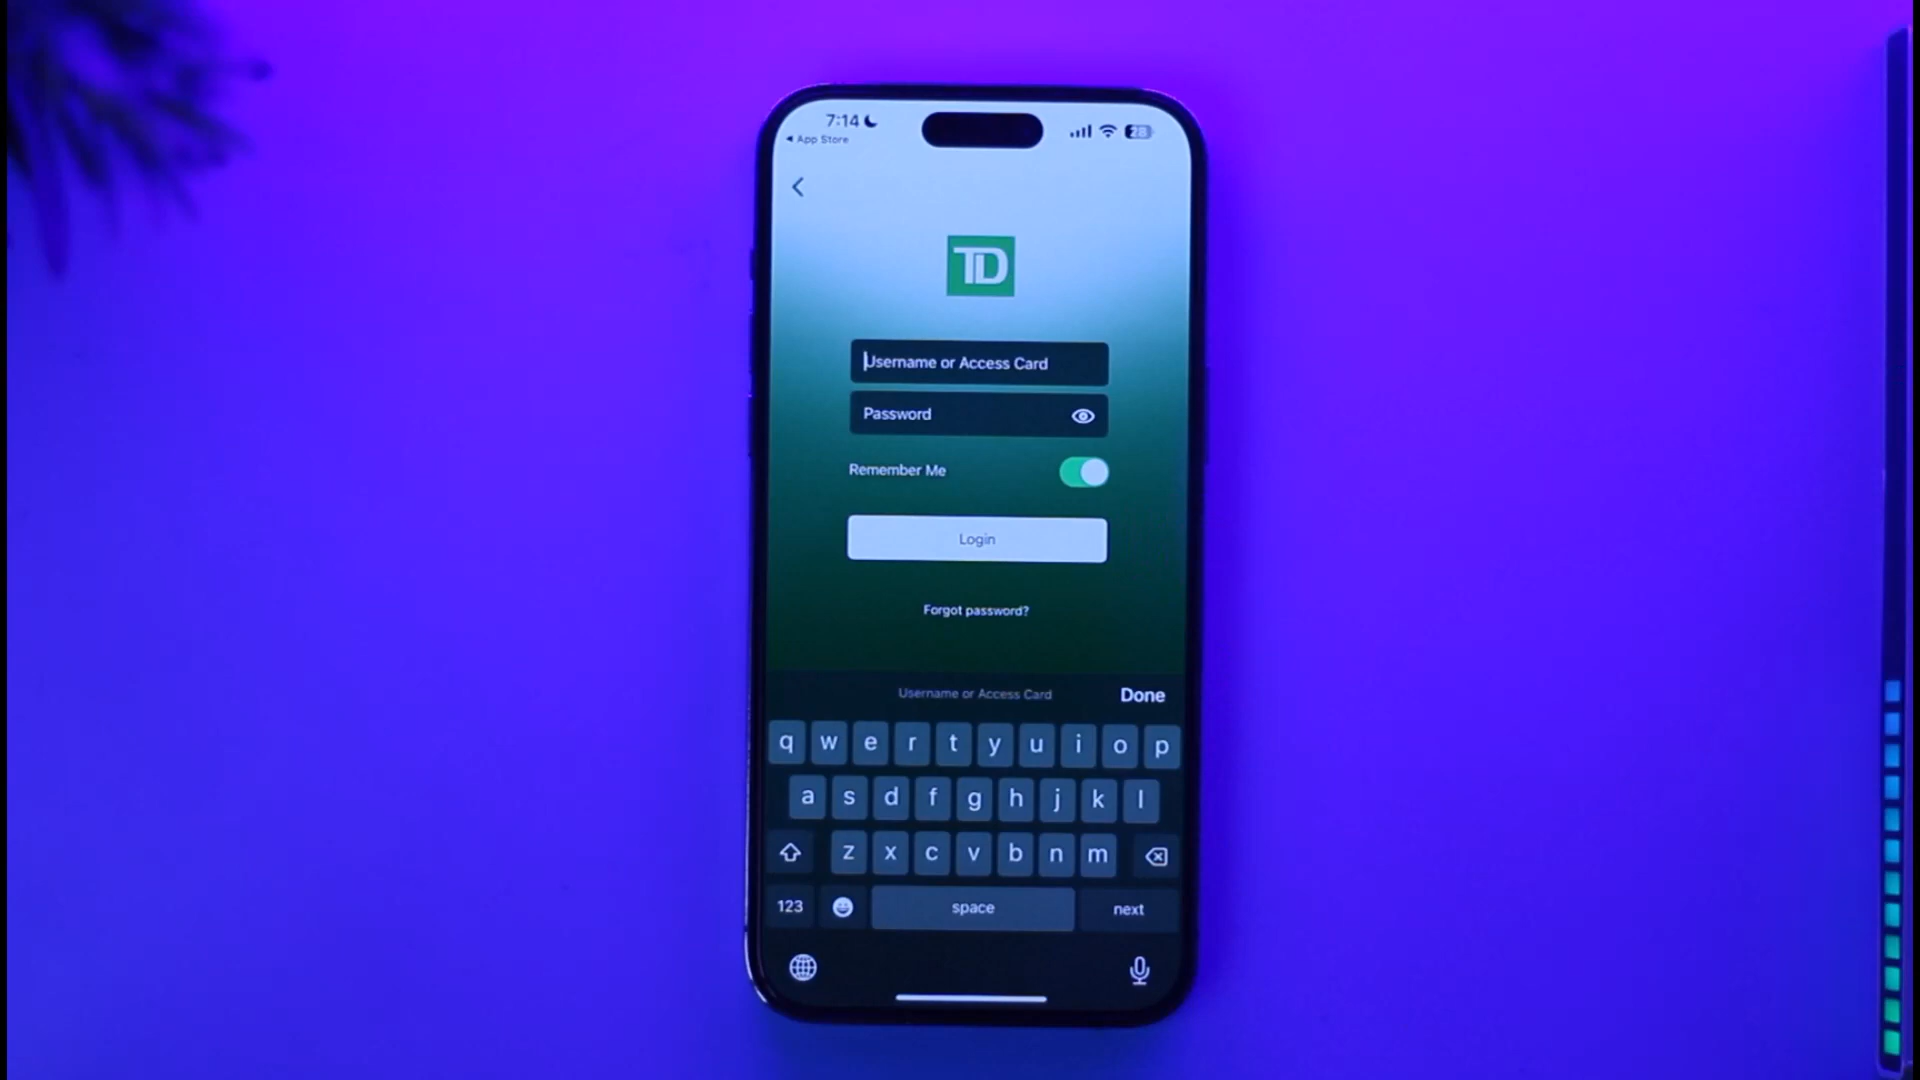 7:14
28
App Store
TD
Username or Access Card
Password
Remember Me
Login
Forgot password?
Username or Access Card
Done
q w e r t y u i o p
a s d f g h j k l
z x c v b n m
123
space
next